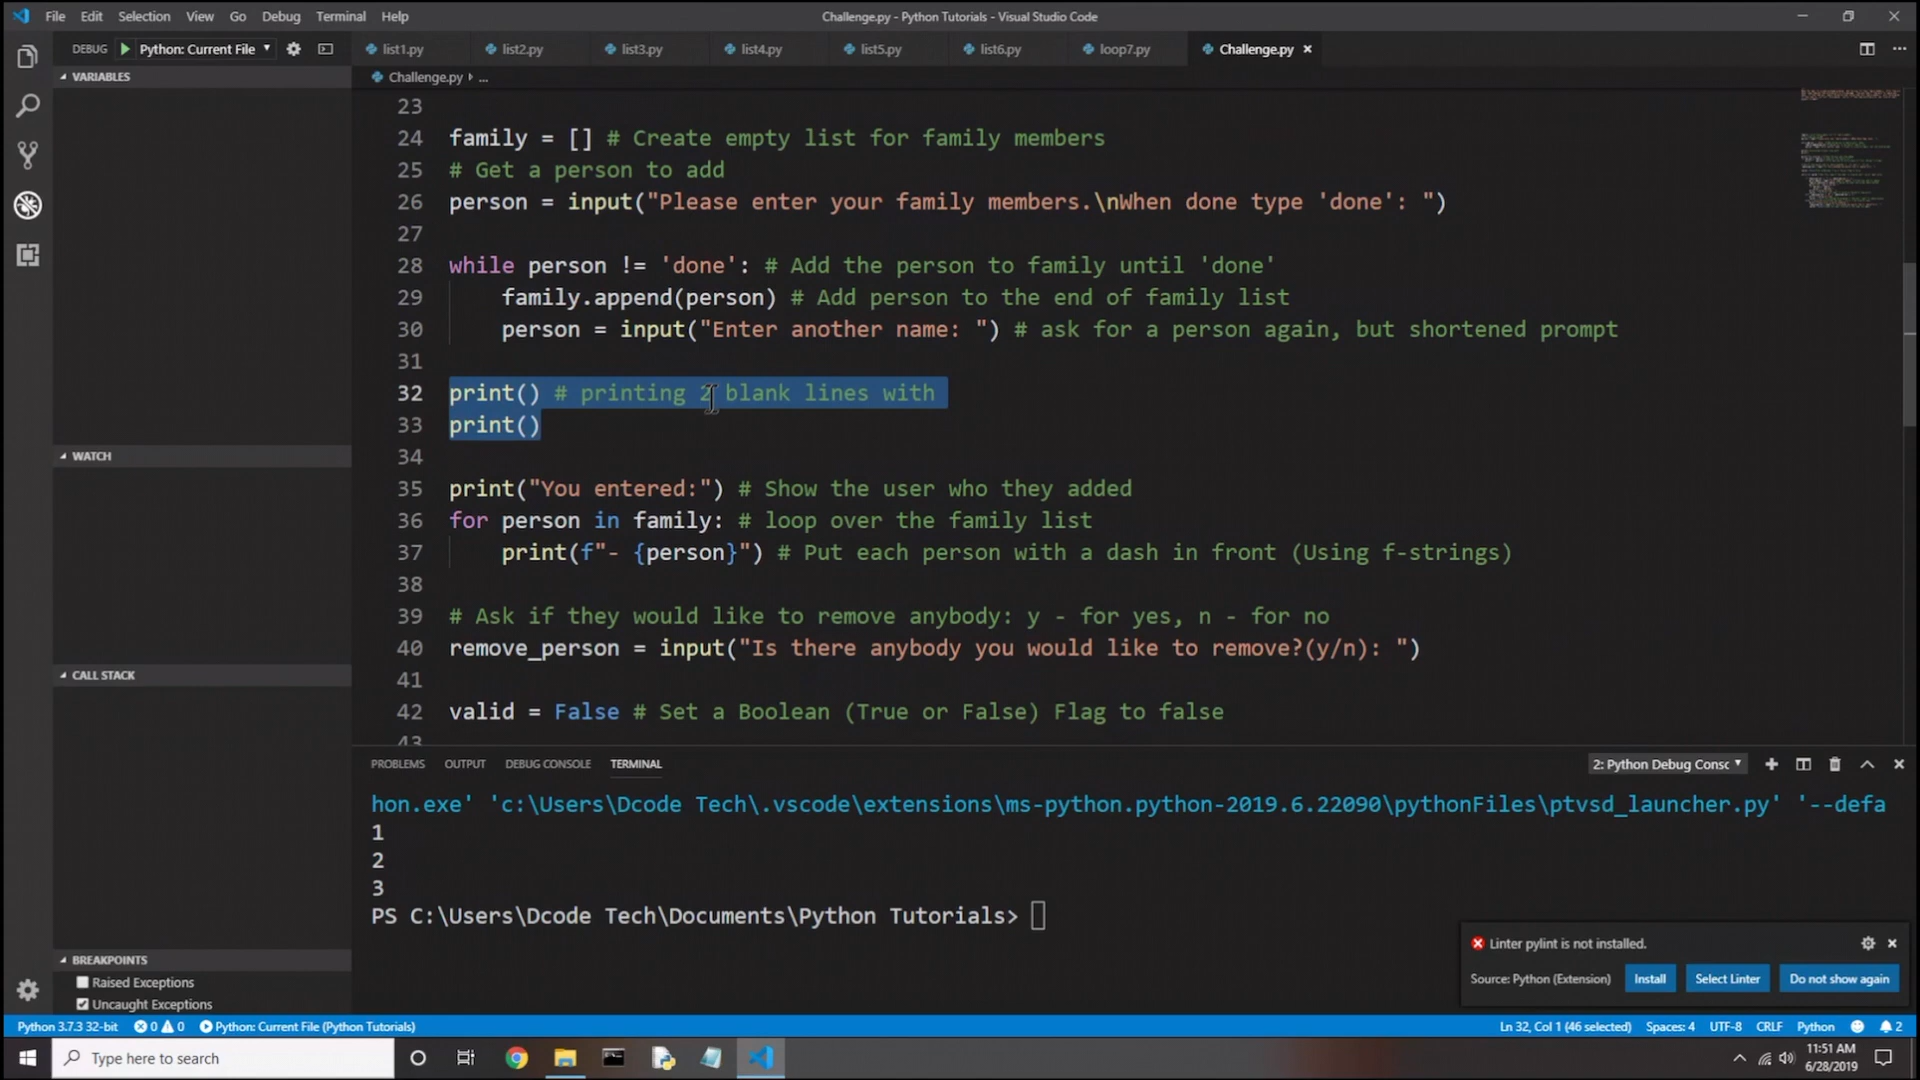 File Edit Selection View Go Debug Terminal Help
Challenge.py - Python Tutorials - Visual Studio Code
DEBUG Python: Current File
list1.py list2.py list3.py list4.py list5.py list6.py loop7.py Challenge.py
VARIABLES
Challenge.py ...
23
24 family = [] # Create empty list for family members
25 # Get a person to add
26 person = input("Please enter your family members.\nWhen done type 'done': ")
27
28 while person != 'done': # Add the person to family until 'done'
29 family.append(person) # Add person to the end of family list
30 person = input("Enter another name: ") # ask for a person again, but shortened prompt
31
32 print() # printing 2 blank lines with
33 print()
34
35 print("You entered:") # Show the user who they added
36 for person in family: # loop over the family list
37 print(f"- {person}") # Put each person with a dash in front (Using f-strings)
38
39 # Ask if they would like to remove anybody: y - for yes, n - for no
40 remove_person = input("Is there anybody you would like to remove?(y/n): ")
41
42 valid = False # Set a Boolean (True or False) Flag to false
43
WATCH
CALL STACK
BREAKPOINTS
Raised Exceptions
Uncaught Exceptions
PROBLEMS OUTPUT DEBUG CONSOLE TERMINAL
2: Python Debug Consc
hon.exe' 'c:\Users\Dcode Tech\.vscode\extensions\ms-python.python-2019.6.22090\pythonFiles\ptvsd_launcher.py' '--defa
1
2
3
PS C:\Users\Dcode Tech\Documents\Python Tutorials>
Linter pylint is not installed.
Source: Python (Extension) Install Select Linter Do not show again
Python 3.7.3 32-bit 0 0 Python: Current File (Python Tutorials)
Ln 32, Col 1 (46 selected) Spaces: 4 UTF-8 CRLF Python 2
Type here to search
11:51 AM
6/28/2019